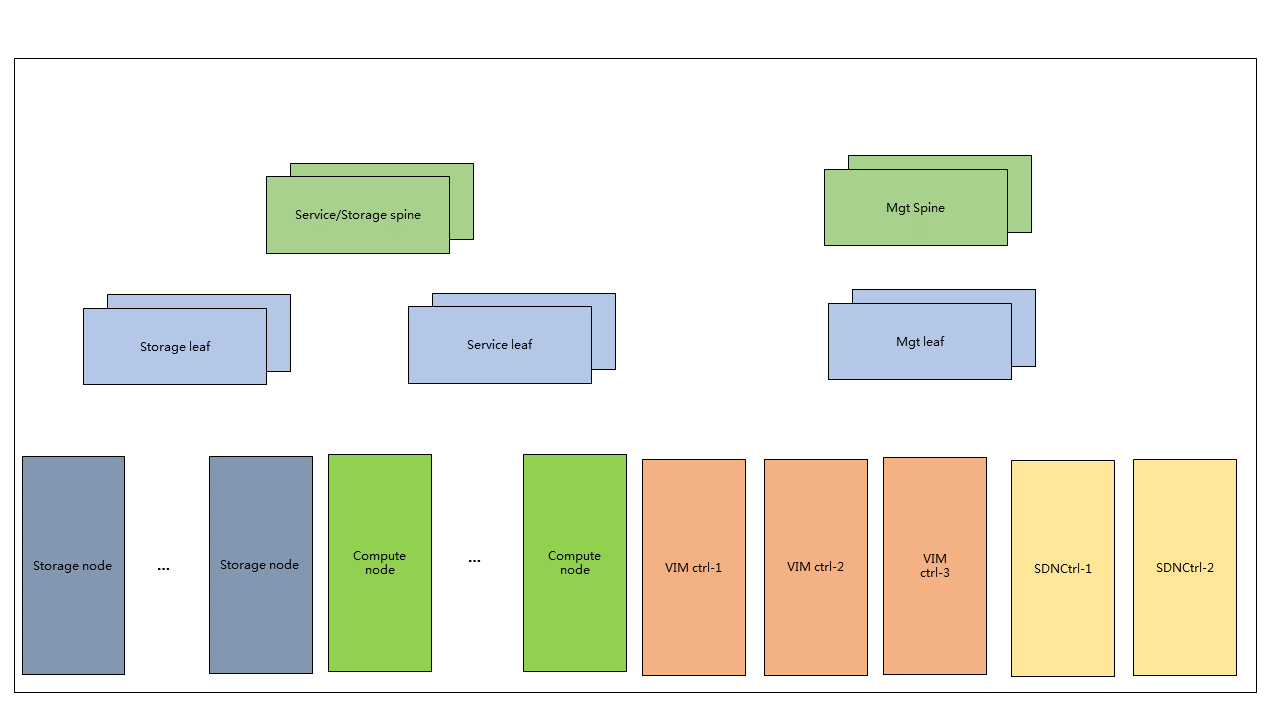 Service/Storage spine
Mgt Spine
Storage leaf
Service leaf
Mgt leaf
Storage node
...
Storage node
Compute
node
...
Compute
node
VIM ctrl-1
VIM ctrl-2
VIM
ctrl-3
SDNCtrl-1
SDNCtrl-2